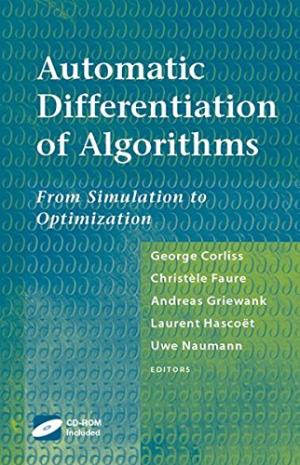 Automatic
Differentiation
of Algorithms
From Simulation to
Optimization
George Corliss
Christèle Faure
Andreas Griewank
Laurent Hascoët
Uwe Naumann
EDITORS
CD-ROM
Included